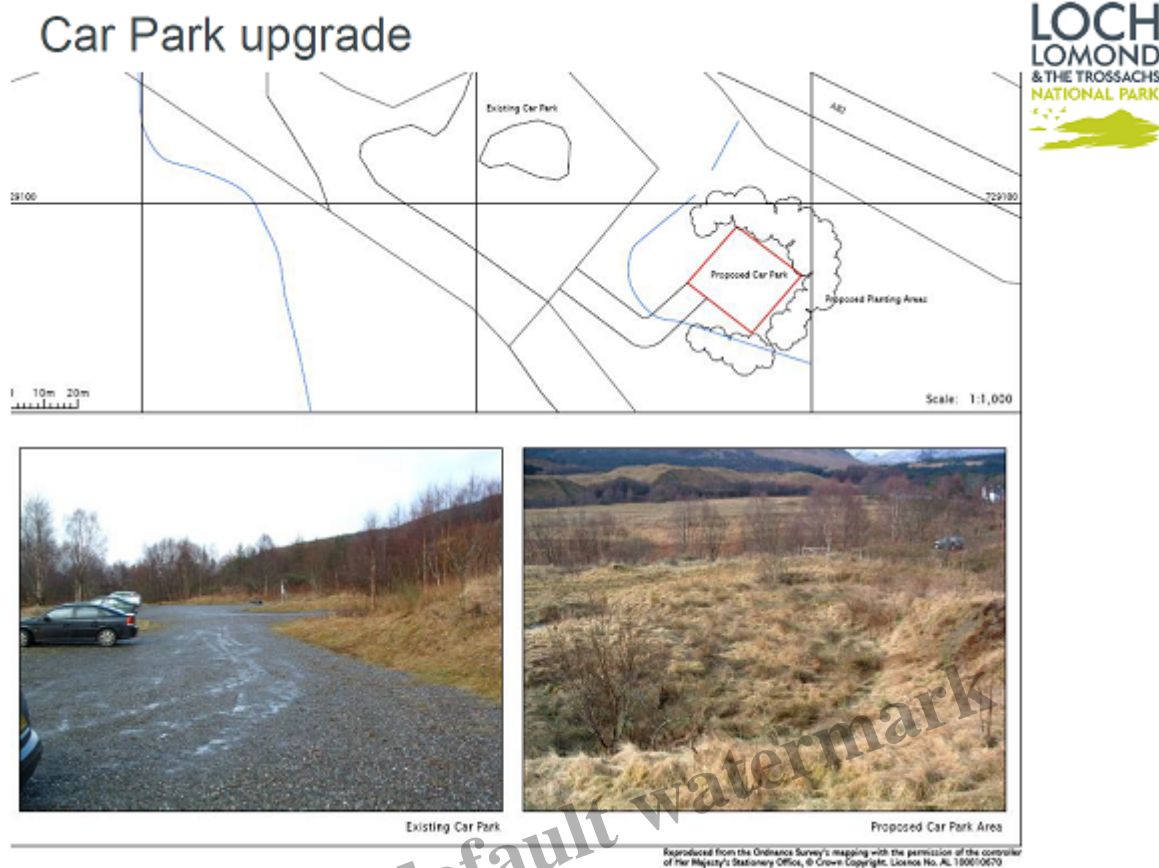 Car Park upgrade
LOCH
LOMOND
& THE TROSSACHS
NATIONAL PARK
Existing Car Park
A82
729100
Proposed Car Park
Proposed Planting Areas
10m 20m
Scale: 1:1,000
Existing Car Park
Proposed Car Park Area
default watermark
Reproduced from the Ordnance Survey's mapping with the permission of the controller
of Her Majesty's Stationery Office, © Crown Copyright. Licence No. AL 100010670